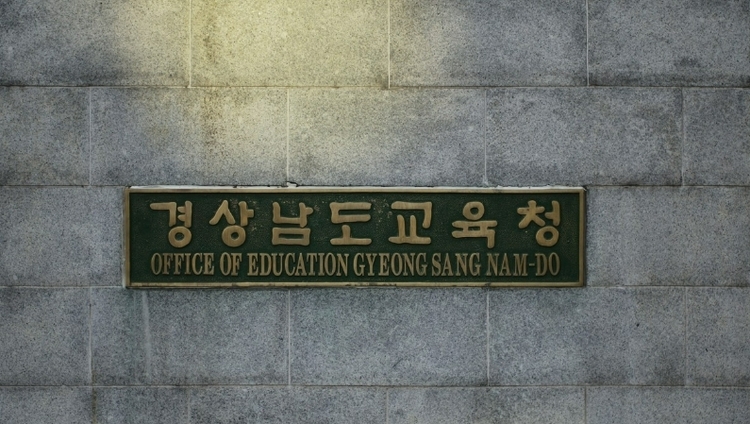 경상남도교육청
OFFICE OF EDUCATION GYEONG SANG NAM-DO